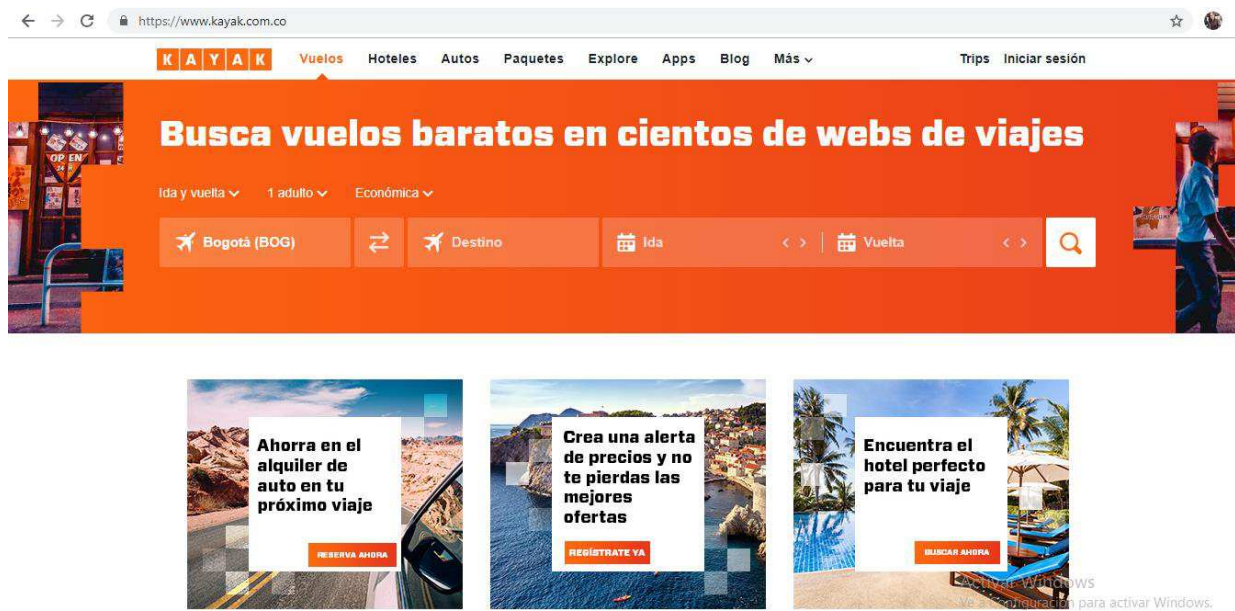 https://www.kayak.com.co
KAYAK Vuelos Hoteles Autos Paquetes Explore Apps Blog Más Trips Iniciar sesión
Busca vuelos baratos en cientos de webs de viajes
OPEN
Ida y vuelta 1 adulto Económica
Bogotá (BOG) Destino Ida Vuelta
Ahorra en el
alquiler de
auto en tu
próximo viaje
RESERVA AHORA
Crea una alerta
de precios y no
te pierdas las
mejores
ofertas
REGÍSTRATE YA
Encuentra el
hotel perfecto
para tu viaje
BUSCAR AHORA
Activar Windows
Ve a Configuración para activar Windows.